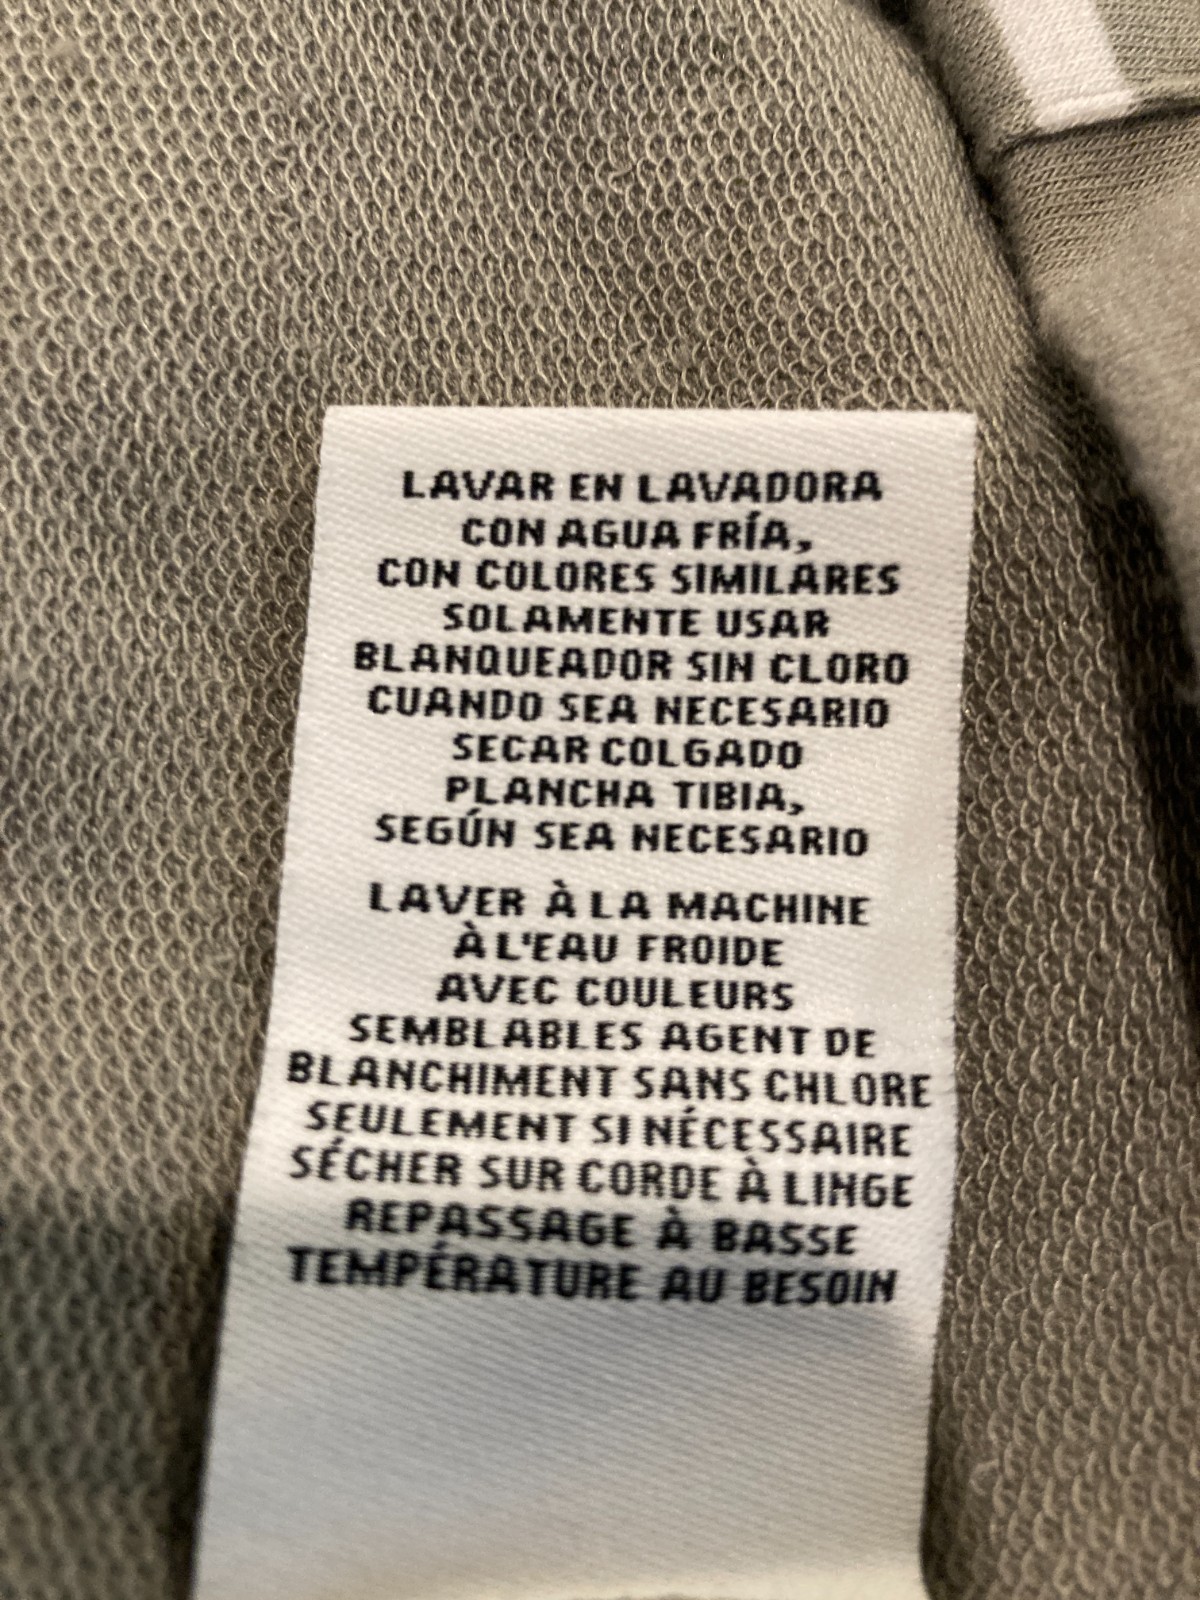 LAVAR EN LAVADORA
CON AGUA FRÍA,
CON COLORES SIMILARES
SOLAMENTE USAR
BLANQUEADOR SIN CLORO
CUANDO SEA NECESARIO
SECAR COLGADO
PLANCHA TIBIA,
SEGÚN SEA NECESARIO
LAVER À LA MACHINE
À L'EAU FROIDE
AVEC COULEURS
SEMBLABLES AGENT DE
BLANCHIMENT SANS CHLORE
SEULEMENT SI NÉCESSAIRE
SÉCHER SUR CORDE À LINGE
REPASSAGE À BASSE
TEMPÉRATURE AU BESOIN